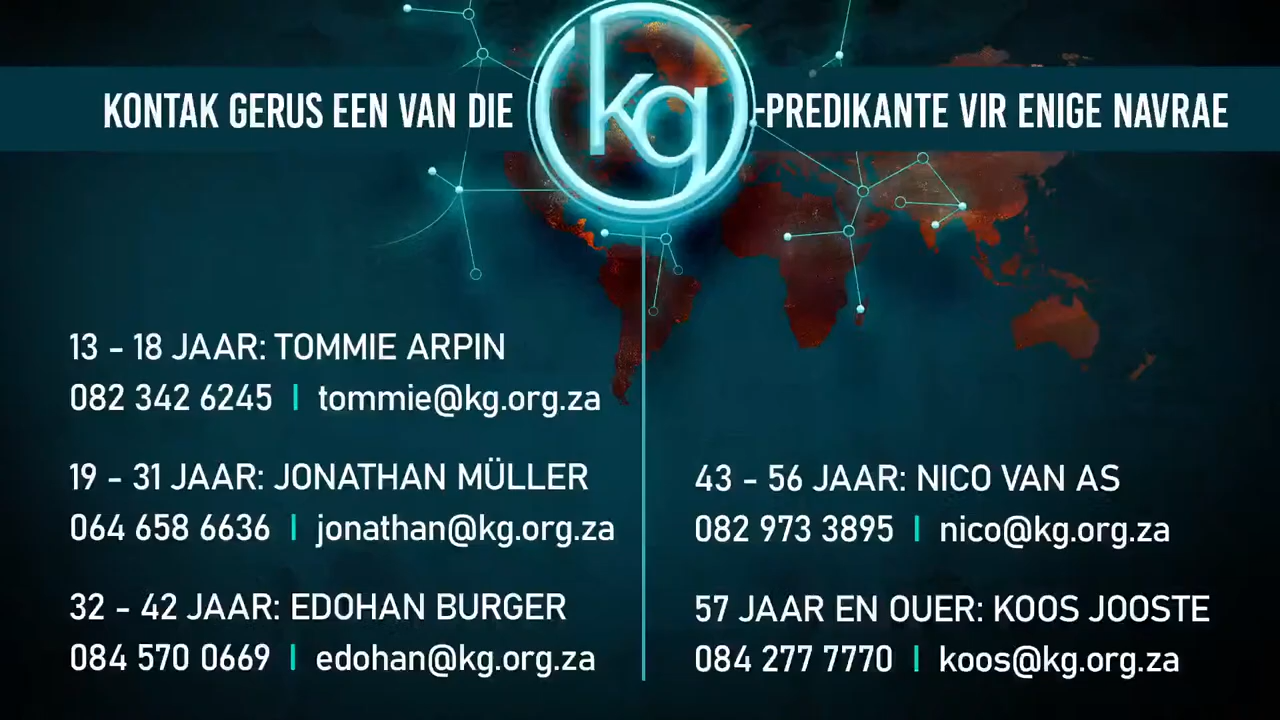 KONTAK GERUS EEN VAN DIE kg -PREDIKANTE VIR ENIGE NAVRAE
13 - 18 JAAR: TOMMIE ARPIN
082 342 6245 | tommie@kg.org.za
19 - 31 JAAR: JONATHAN MÜLLER
064 658 6636 | jonathan@kg.org.za
32 - 42 JAAR: EDOHAN BURGER
084 570 0669 | edohan@kg.org.za
43 - 56 JAAR: NICO VAN AS
082 973 3895 | nico@kg.org.za
57 JAAR EN OUER: KOOS JOOSTE
084 277 7770 | koos@kg.org.za